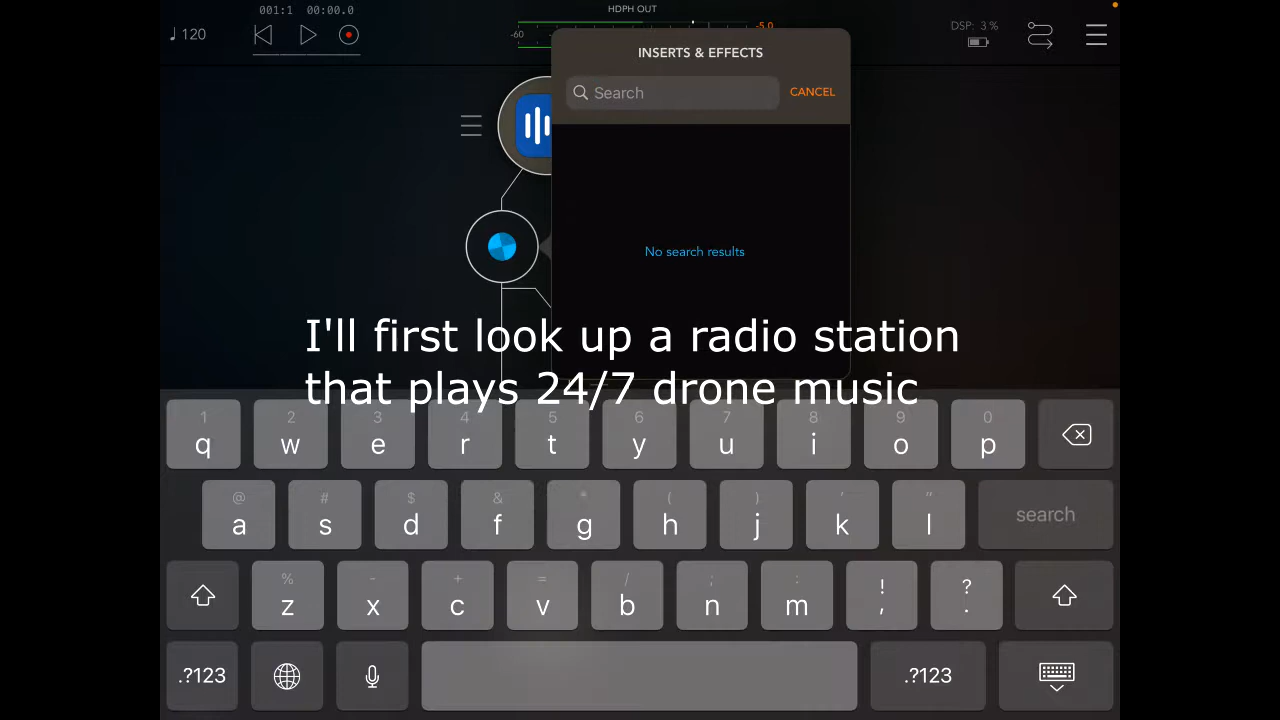 001:1 00:00.0
HDPH OUT
♩ 120
-60
-5.0
DSP: 3 %
INSERTS & EFFECTS
Search
CANCEL
No search results
I'll first look up a radio station
that plays 24/7 drone music
1 2 3 4 5 6 7 8 9 0
q w e r t y u i o p
@ # $ & * ( ) ' "
a s d f g h j k l search
% - + = / ; : ! ?
z x c v b n m , .
.?123 .?123